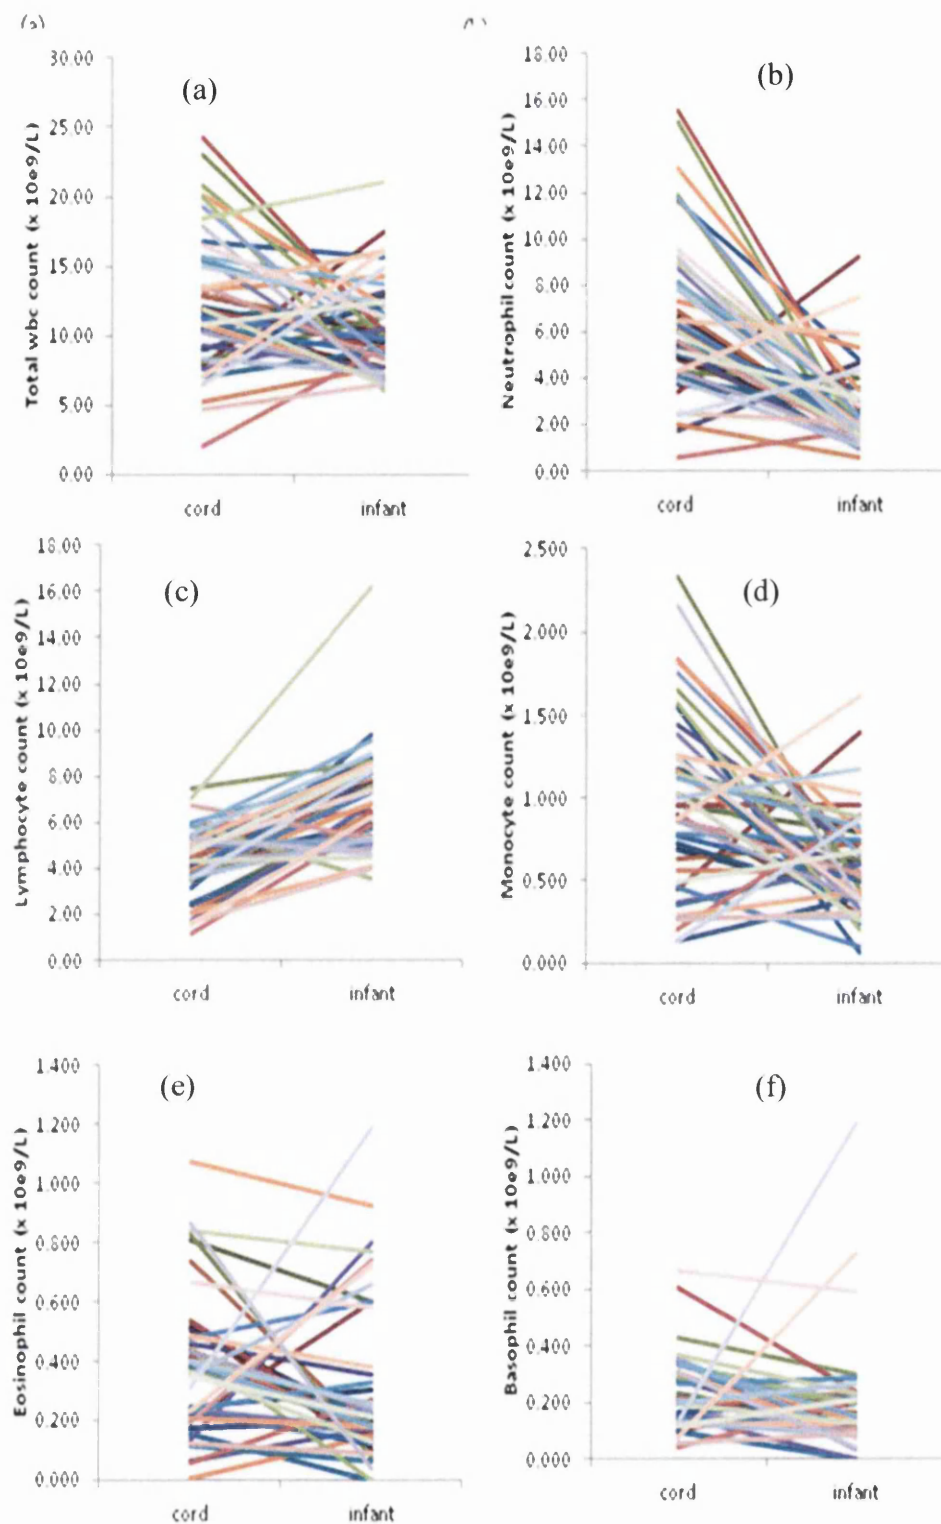 (a)
(a)
Total wbc count (x 10e9/L)
30.00
25.00
20.00
15.00
10.00
5.00
0.00
cord
infant
(b)
Neutrophil count (x 10e9/L)
18.00
16.00
14.00
12.00
10.00
8.00
6.00
4.00
2.00
0.00
cord
infant
(c)
Lymphocyte count (x 10e9/L)
18.00
16.00
14.00
12.00
10.00
8.00
6.00
4.00
2.00
0.00
cord
infant
(d)
Monocyte count (x 10e9/L)
2.500
2.000
1.500
1.000
0.500
0.000
cord
infant
(e)
Eosinophil count (x 10e9/L)
1.400
1.200
1.000
0.800
0.600
0.400
0.200
0.000
cord
infant
(f)
Basophil count (x 10e9/L)
1.400
1.200
1.000
0.800
0.600
0.400
0.200
0.000
cord
infant